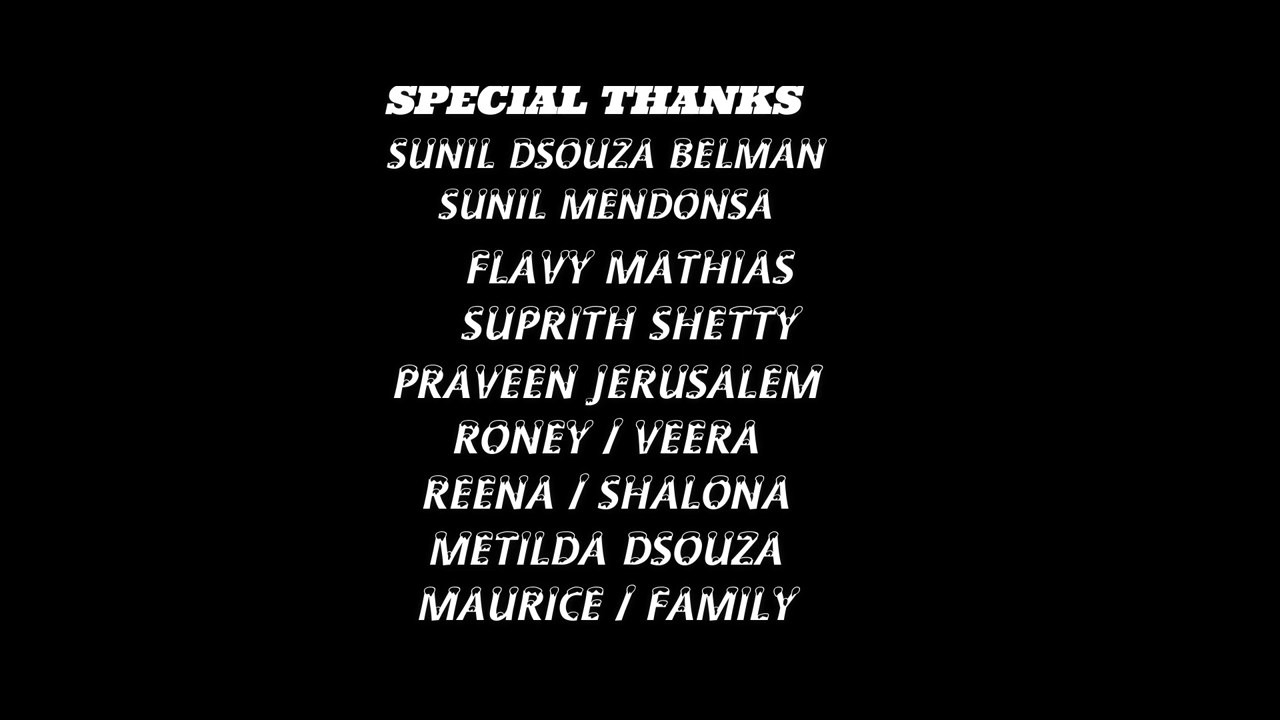 SPECIAL THANKS
SUNIL DSOUZA BELMAN
SUNIL MENDONSA
FLAVY MATHIAS
SUPRITH SHETTY
PRAVEEN JERUSALEM
RONEY / VEERA
REENA / SHALONA
METILDA DSOUZA
MAURICE / FAMILY